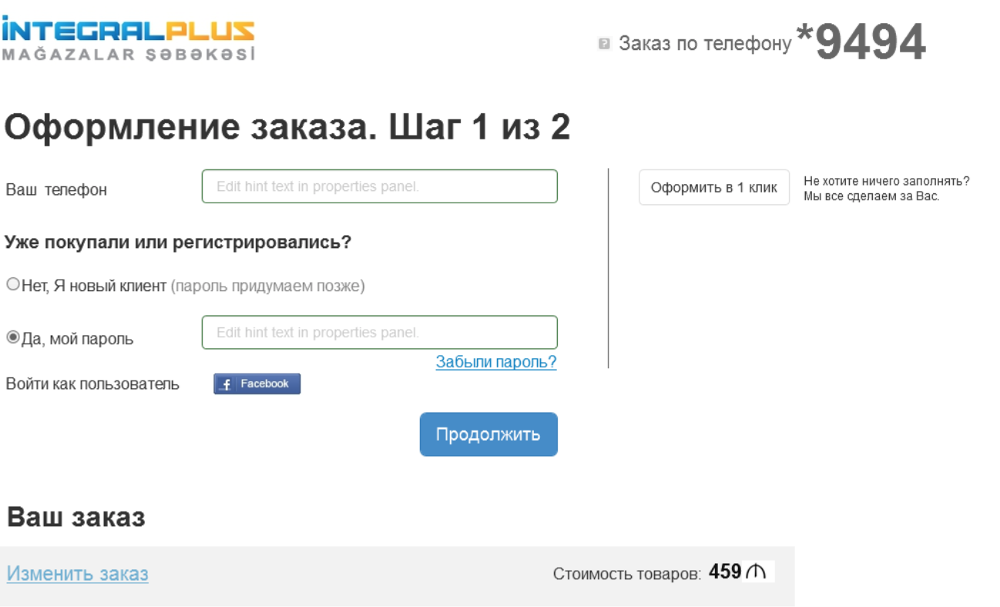 İNTEGRALPLUS
MAĞAZALAR ŞƏBƏKƏSİ
? Заказ по телефону *9494
Оформление заказа. Шаг 1 из 2
Ваш телефон
Edit hint text in properties panel.
Оформить в 1 клик
Не хотите ничего заполнять?
Мы все сделаем за Вас.
Уже покупали или регистрировались?
Нет, Я новый клиент (пароль придумаем позже)
Да, мой пароль
Edit hint text in properties panel.
Забыли пароль?
Войти как пользователь
f Facebook
Продолжить
Ваш заказ
Изменить заказ
Стоимость товаров: 459 ₼